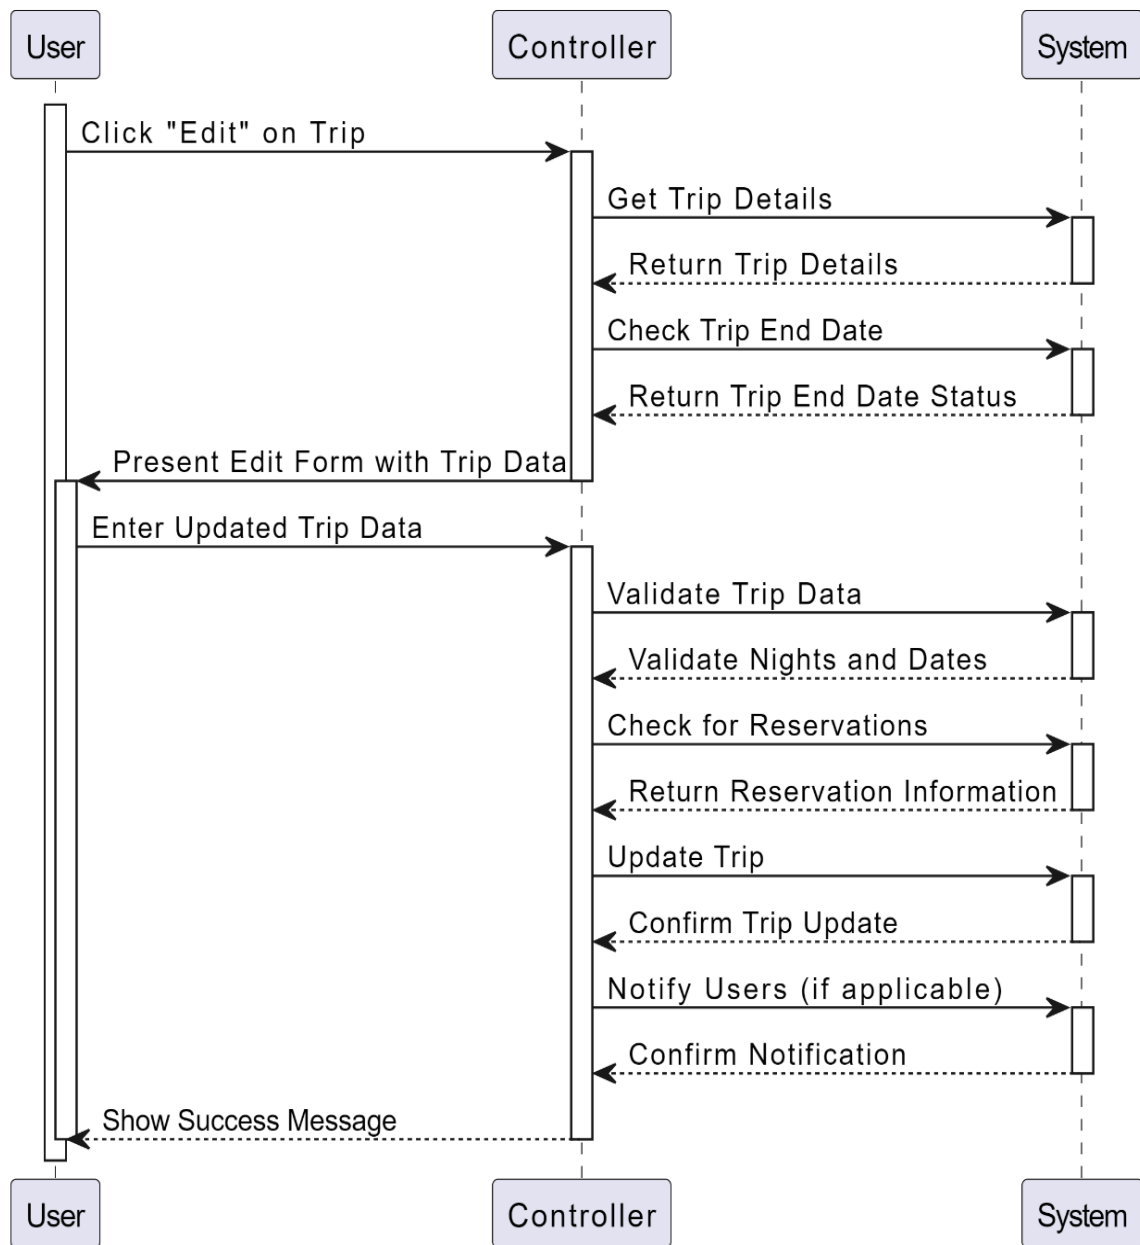 User
Controller
System
Click "Edit" on Trip
Get Trip Details
Return Trip Details
Check Trip End Date
Return Trip End Date Status
Present Edit Form with Trip Data
Enter Updated Trip Data
Validate Trip Data
Validate Nights and Dates
Check for Reservations
Return Reservation Information
Update Trip
Confirm Trip Update
Notify Users (if applicable)
Confirm Notification
Show Success Message
User
Controller
System